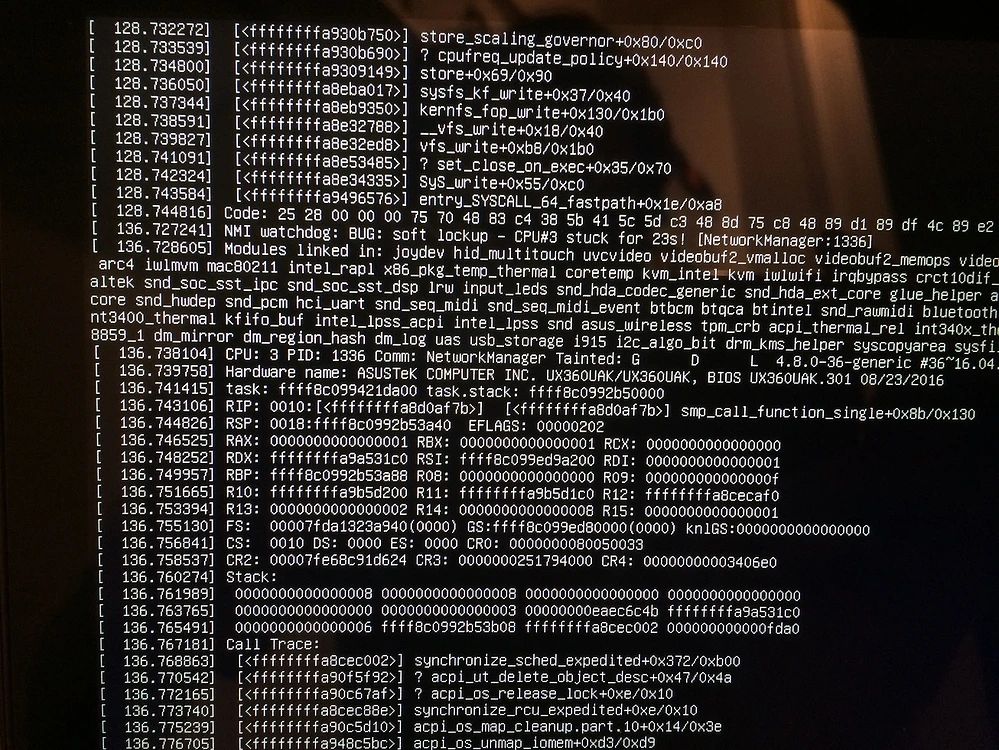 [  128.732272]  [<ffffffffa930b750>] store_scaling_governor+0x80/0xc0
[  128.733539]  [<ffffffffa930b690>] ? cpufreq_update_policy+0x140/0x140
[  128.734800]  [<ffffffffa9309149>] store+0x69/0x90
[  128.736050]  [<ffffffffa8eba017>] sysfs_kf_write+0x37/0x40
[  128.737344]  [<ffffffffa8eb9350>] kernfs_fop_write+0x130/0x1b0
[  128.738591]  [<ffffffffa8e32788>] __vfs_write+0x18/0x40
[  128.739827]  [<ffffffffa8e32ed8>] vfs_write+0xb8/0x1b0
[  128.741091]  [<ffffffffa8e53485>] ? set_close_on_exec+0x35/0x70
[  128.742324]  [<ffffffffa8e34335>] SyS_write+0x55/0xc0
[  128.743584]  [<ffffffffa9496576>] entry_SYSCALL_64_fastpath+0x1e/0xa8
[  128.744816] Code: 25 28 00 00 00 75 70 48 83 c4 38 5b 41 5c 5d c3 48 8d 75 c8 48 89 d1 89 df 4c 89 e2
[  136.727241] NMI watchdog: BUG: soft lockup - CPU#3 stuck for 23s! [NetworkManager:1336]
[  136.728605] Modules linked in: joydev hid_multitouch uvcvideo videobuf2_vmalloc videobuf2_memops video
arc4 iwlmvm mac80211 intel_rapl x86_pkg_temp_thermal coretemp kvm_intel kvm iwlwifi irqbypass crct10dif_
altek snd_soc_sst_ipc snd_soc_sst_dsp lrw input_leds snd_hda_codec_generic snd_hda_ext_core glue_helper a
core snd_hwdep snd_pcm hci_uart snd_seq_midi snd_seq_midi_event btbcm btqca btintel snd_rawmidi bluetooth
nt3400_thermal kfifo_buf intel_lpss_acpi intel_lpss snd asus_wireless tpm_crb acpi_thermal_rel int340x_th
8859_1 dm_mirror dm_region_hash dm_log uas usb_storage i915 i2c_algo_bit drm_kms_helper syscopyarea sysfi
[  136.738104] CPU: 3 PID: 1336 Comm: NetworkManager Tainted: G      D      L  4.8.0-36-generic #36~16.04.
[  136.739758] Hardware name: ASUSTeK COMPUTER INC. UX360UAK/UX360UAK, BIOS UX360UAK.301 08/23/2016
[  136.741415] task: ffff8c099421da00 task.stack: ffff8c0992b50000
[  136.743106] RIP: 0010:[<ffffffffa8d0af7b>]  [<ffffffffa8d0af7b>] smp_call_function_single+0x8b/0x130
[  136.744826] RSP: 0018:ffff8c0992b53a40  EFLAGS: 00000202
[  136.746525] RAX: 0000000000000001 RBX: 0000000000000001 RCX: 0000000000000000
[  136.748252] RDX: ffffffffa9a531c0 RSI: ffff8c099ed9a200 RDI: 0000000000000001
[  136.749957] RBP: ffff8c0992b53a88 R08: 0000000000000000 R09: 000000000000000f
[  136.751665] R10: ffffffffa9b5d200 R11: ffffffffa9b5d1c0 R12: ffffffffa8cecaf0
[  136.753394] R13: 0000000000000002 R14: 0000000000000008 R15: 0000000000000001
[  136.755130] FS:  00007fda1323a940(0000) GS:ffff8c099ed80000(0000) knlGS:0000000000000000
[  136.756841] CS:  0010 DS: 0000 ES: 0000 CR0: 0000000080050033
[  136.758537] CR2: 00007fe68c91d624 CR3: 0000000251794000 CR4: 00000000003406e0
[  136.760274] Stack:
[  136.761989]  0000000000000008 0000000000000008 0000000000000000 0000000000000000
[  136.763765]  0000000000000000 0000000000000003 00000000eaec6c4b ffffffffa9a531c0
[  136.765491]  0000000000000006 ffff8c0992b53b08 ffffffffa8cec002 000000000000fda0
[  136.767181] Call Trace:
[  136.768863]  [<ffffffffa8cec002>] synchronize_sched_expedited+0x372/0xb00
[  136.770542]  [<ffffffffa90f5f92>] ? acpi_ut_delete_object_desc+0x47/0x4a
[  136.772165]  [<ffffffffa90c67af>] ? acpi_os_release_lock+0xe/0x10
[  136.773740]  [<ffffffffa8cec88e>] synchronize_rcu_expedited+0xe/0x10
[  136.775239]  [<ffffffffa90c5d10>] acpi_os_map_cleanup.part.10+0x14/0x3e
[  136.776705]  [<ffffffffa948c5bc>] acpi_os_unmap_iomem+0xd3/0xd9